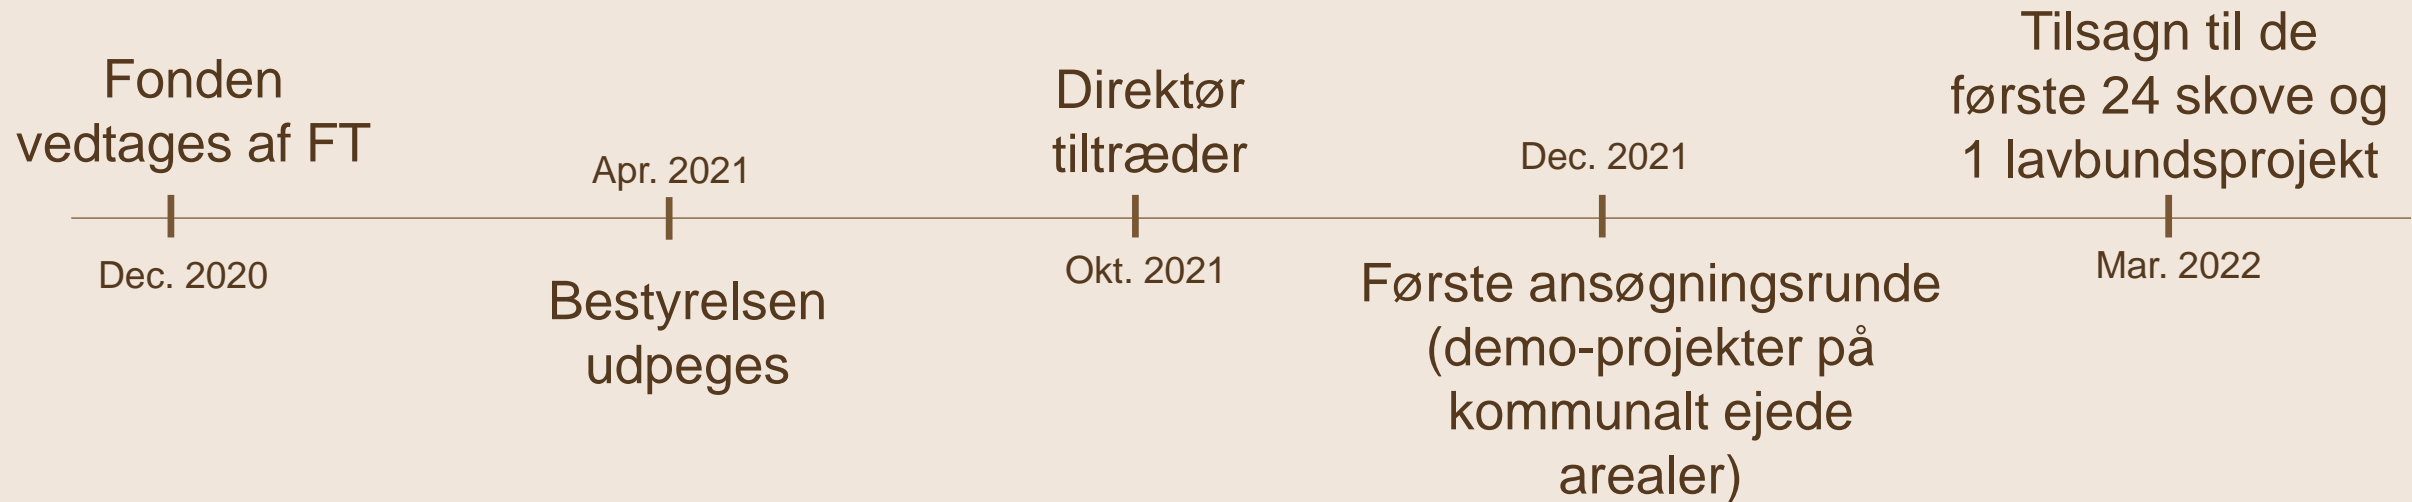 Fonden
vedtages af FT
Dec. 2020
Apr. 2021
Bestyrelsen
udpeges
Direktør
tiltræder
Okt. 2021
Dec. 2021
Første ansøgningsrunde
(demo-projekter på
kommunalt ejede
arealer)
Tilsagn til de
første 24 skove og
1 lavbundsprojekt
Mar. 2022